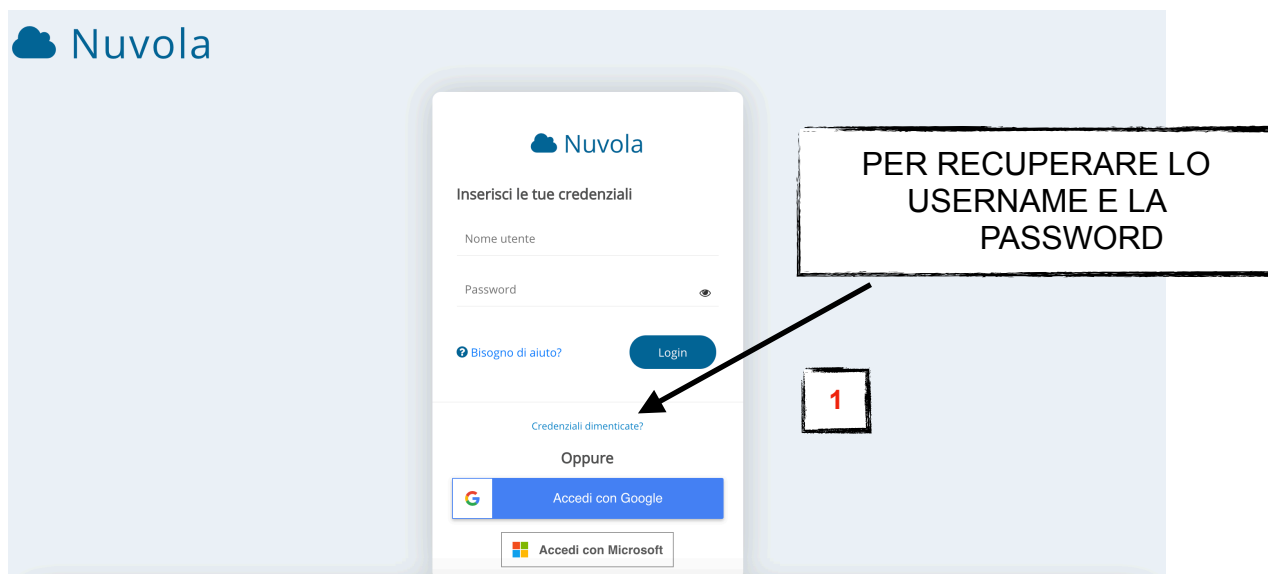 Nuvola
Nuvola
Inserisci le tue credenziali
Nome utente
Password
Bisogno di aiuto?
Login
Credenziali dimenticate?
Oppure
Accedi con Google
Accedi con Microsoft
PER RECUPERARE LO
USERNAME E LA
PASSWORD
1